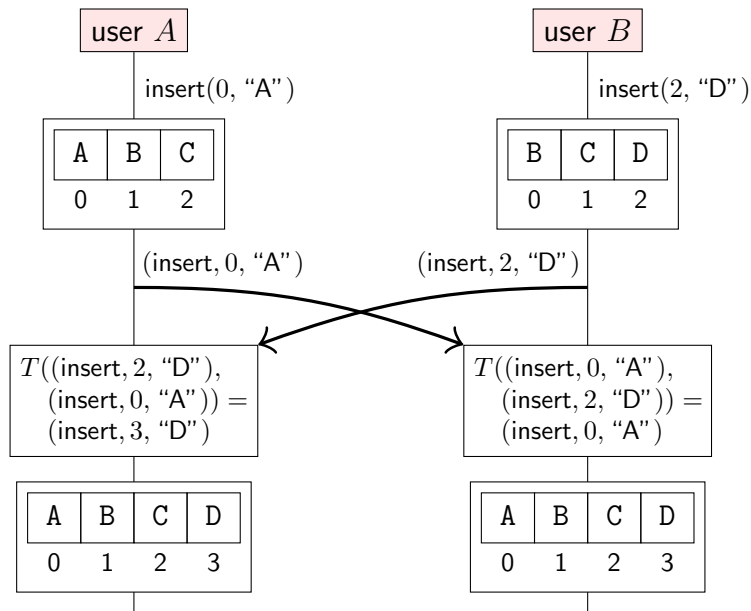 user A
user B
insert(0, “A”)
insert(2, “D”)
A B C
0 1 2
B C D
0 1 2
(insert, 0, “A”)
(insert, 2, “D”)
T((insert, 2, “D”),
(insert, 0, “A”)) =
(insert, 3, “D”)
T((insert, 0, “A”),
(insert, 2, “D”)) =
(insert, 0, “A”)
A B C D
0 1 2 3
A B C D
0 1 2 3